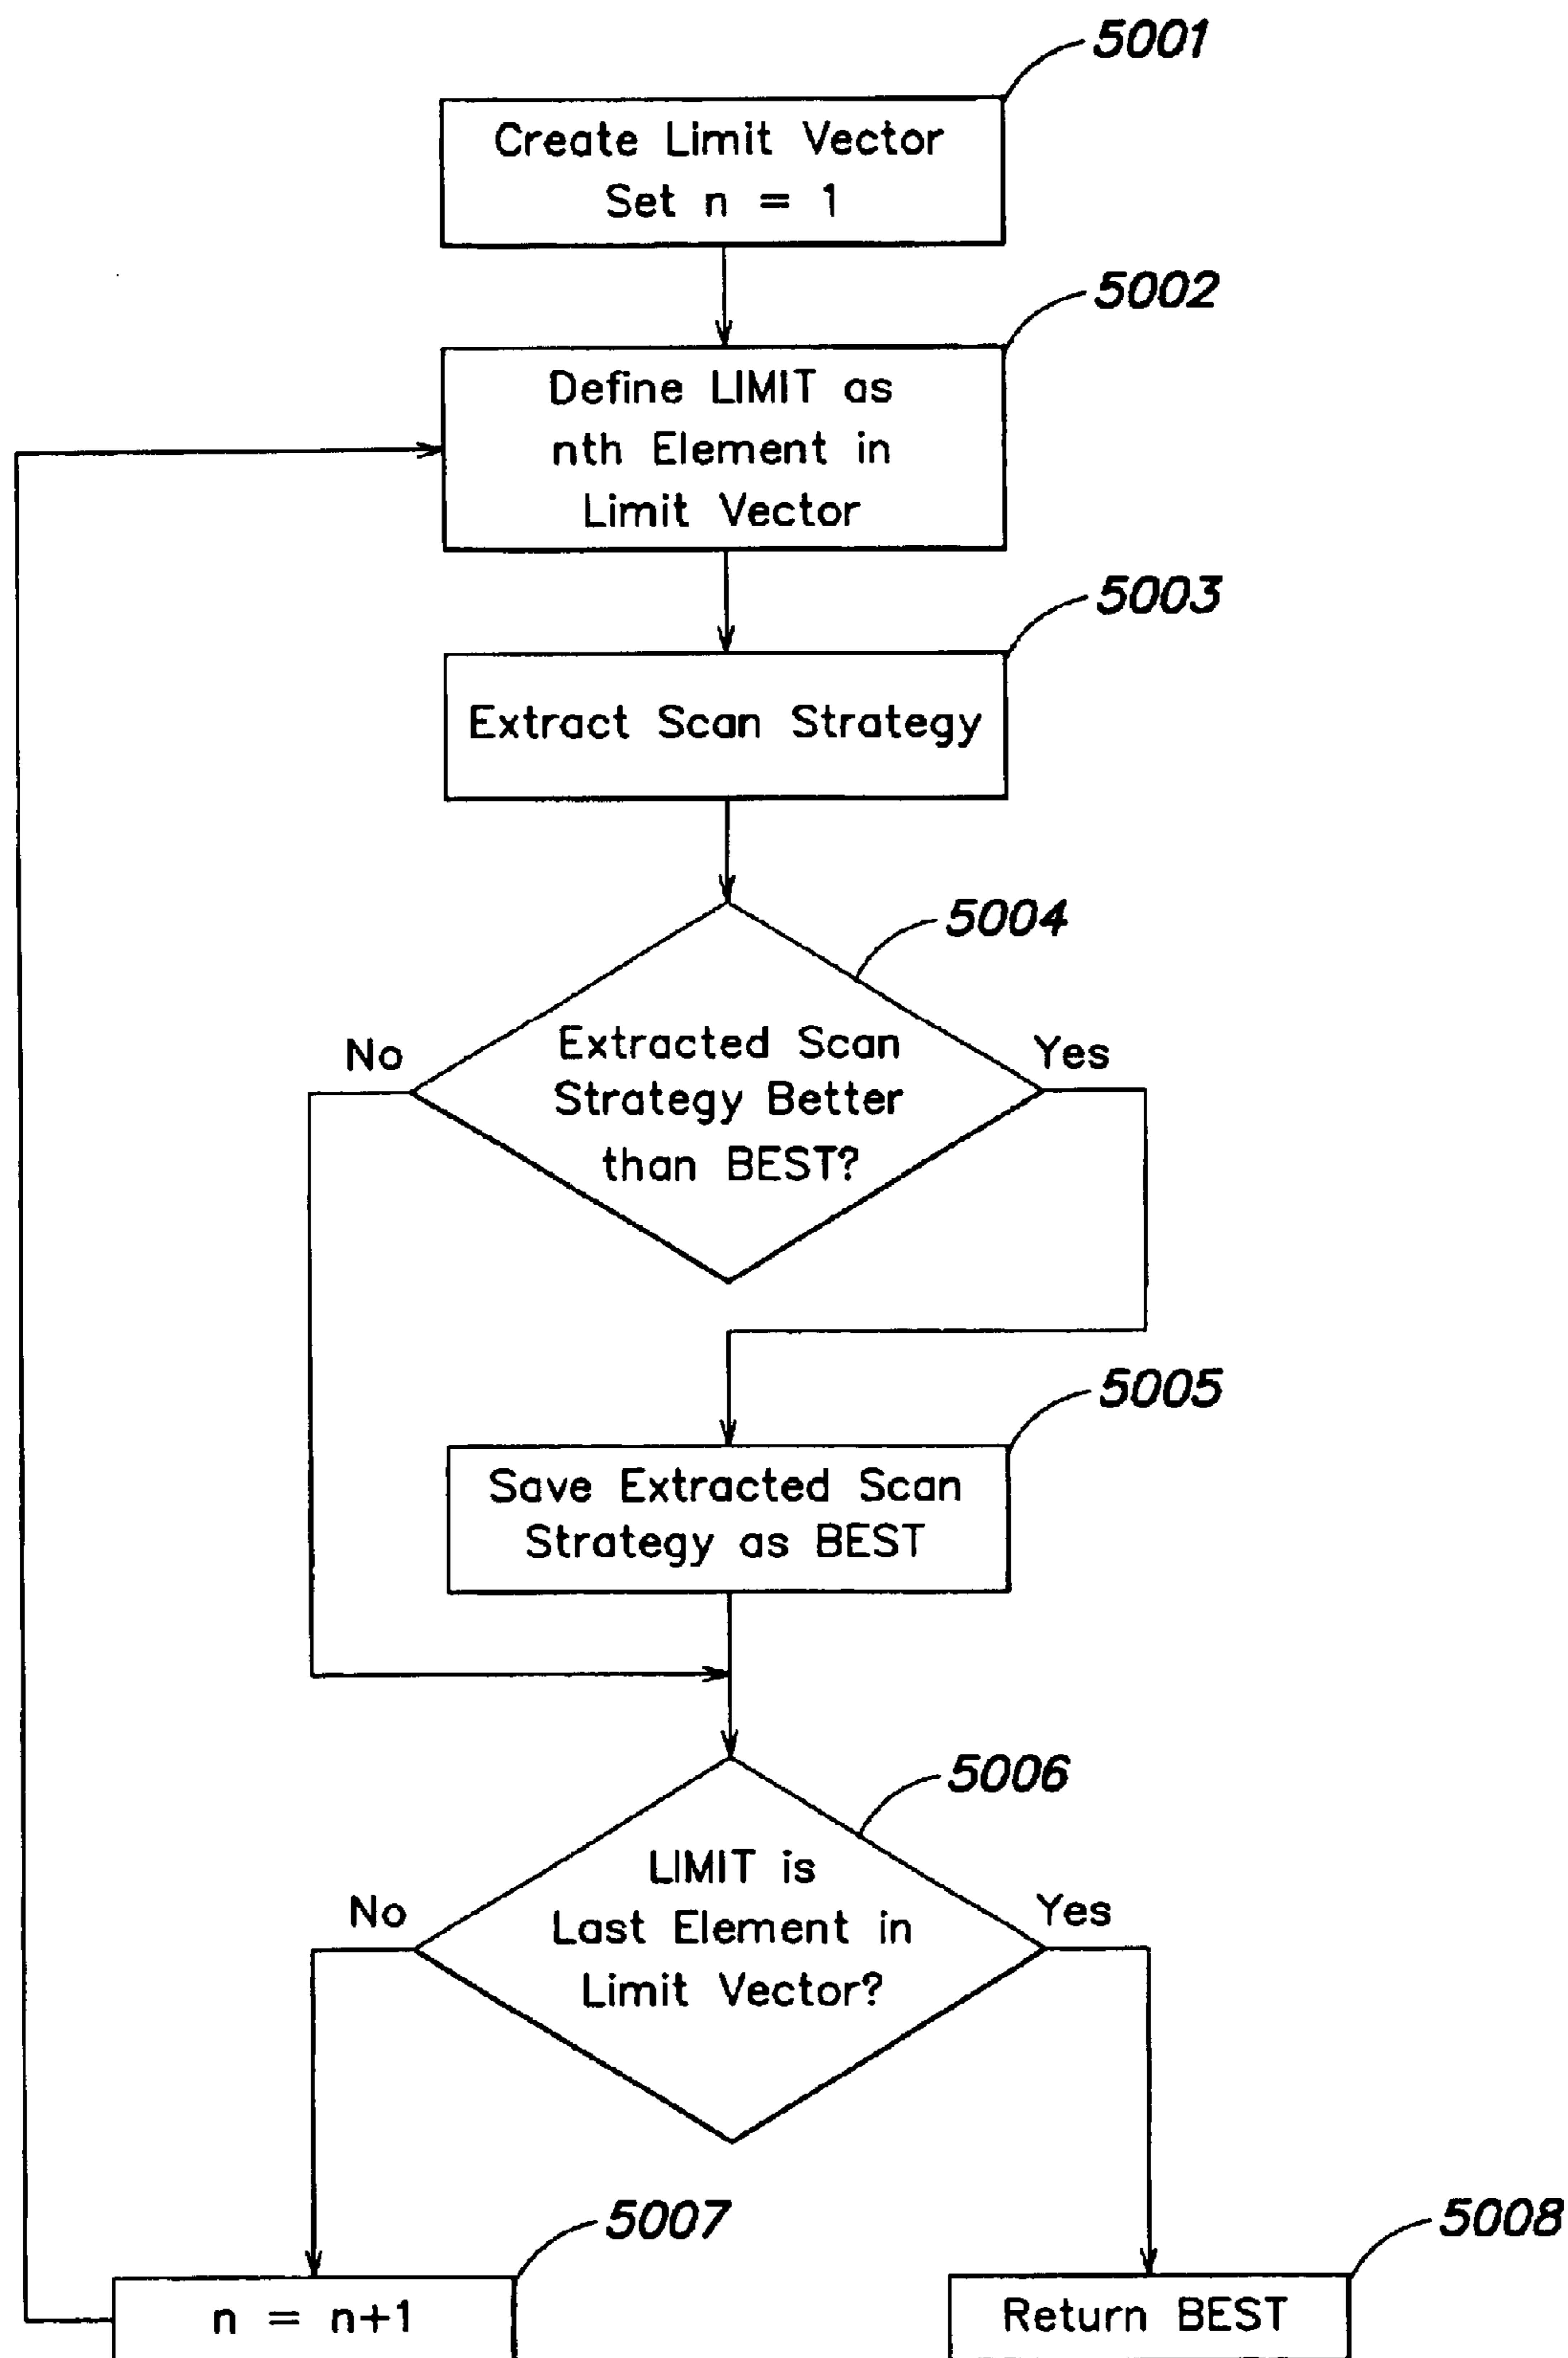 5001
Create Limit Vector
Set n = 1
5002
Define LIMIT as
nth Element in
Limit Vector
5003
Extract Scan Strategy
5004
No
Yes
Extracted Scan
Strategy Better
than BEST?
5005
Save Extracted Scan
Strategy as BEST
5006
No
Yes
LIMIT is
Last Element in
Limit Vector?
5007
n = n+1
5008
Return BEST